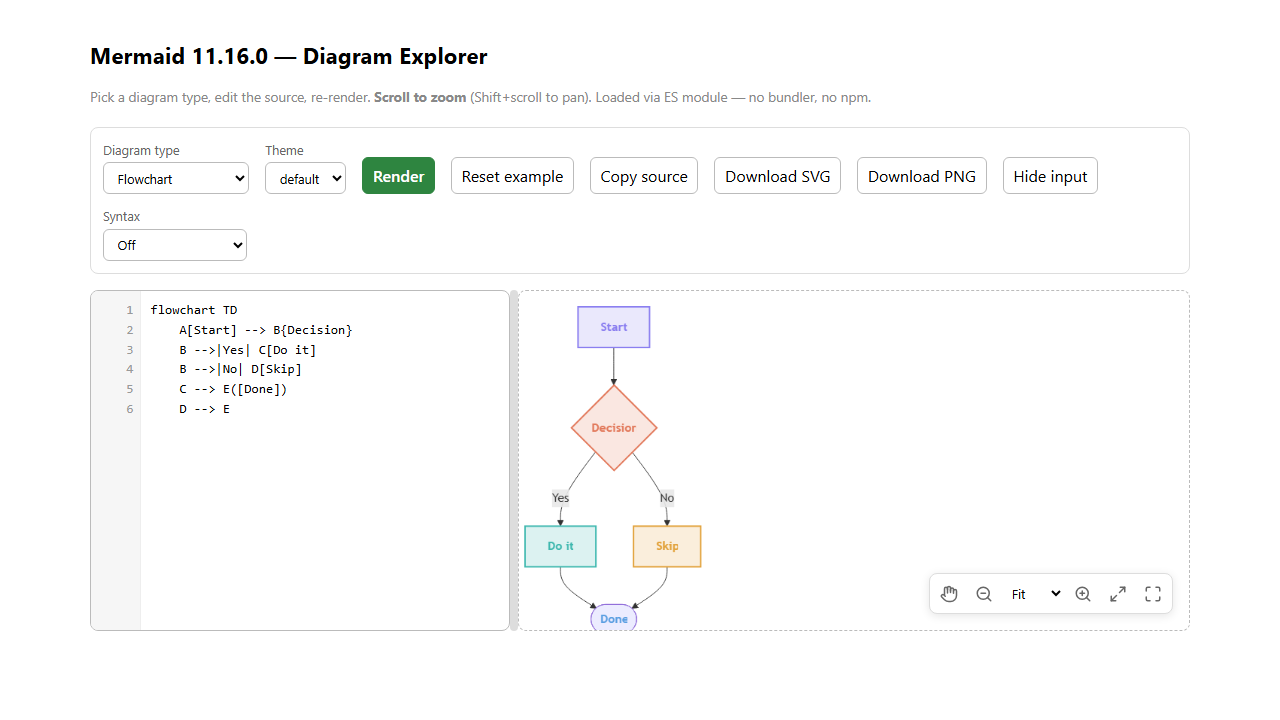 Mermaid 11.16.0 — Diagram Explorer
Pick a diagram type, edit the source, re-render. Scroll to zoom (Shift+scroll to pan). Loaded via ES module — no bundler, no npm.
Diagram type
Theme
Flowchart
default
Render
Reset example
Copy source
Download SVG
Download PNG
Hide input
Syntax
Off
1 flowchart TD
2 A[Start] --> B{Decision}
3 B -->|Yes| C[Do it]
4 B -->|No| D[Skip]
5 C --> E([Done])
6 D --> E
Start
Decision
Yes
No
Do it
Skip
Done
Fit